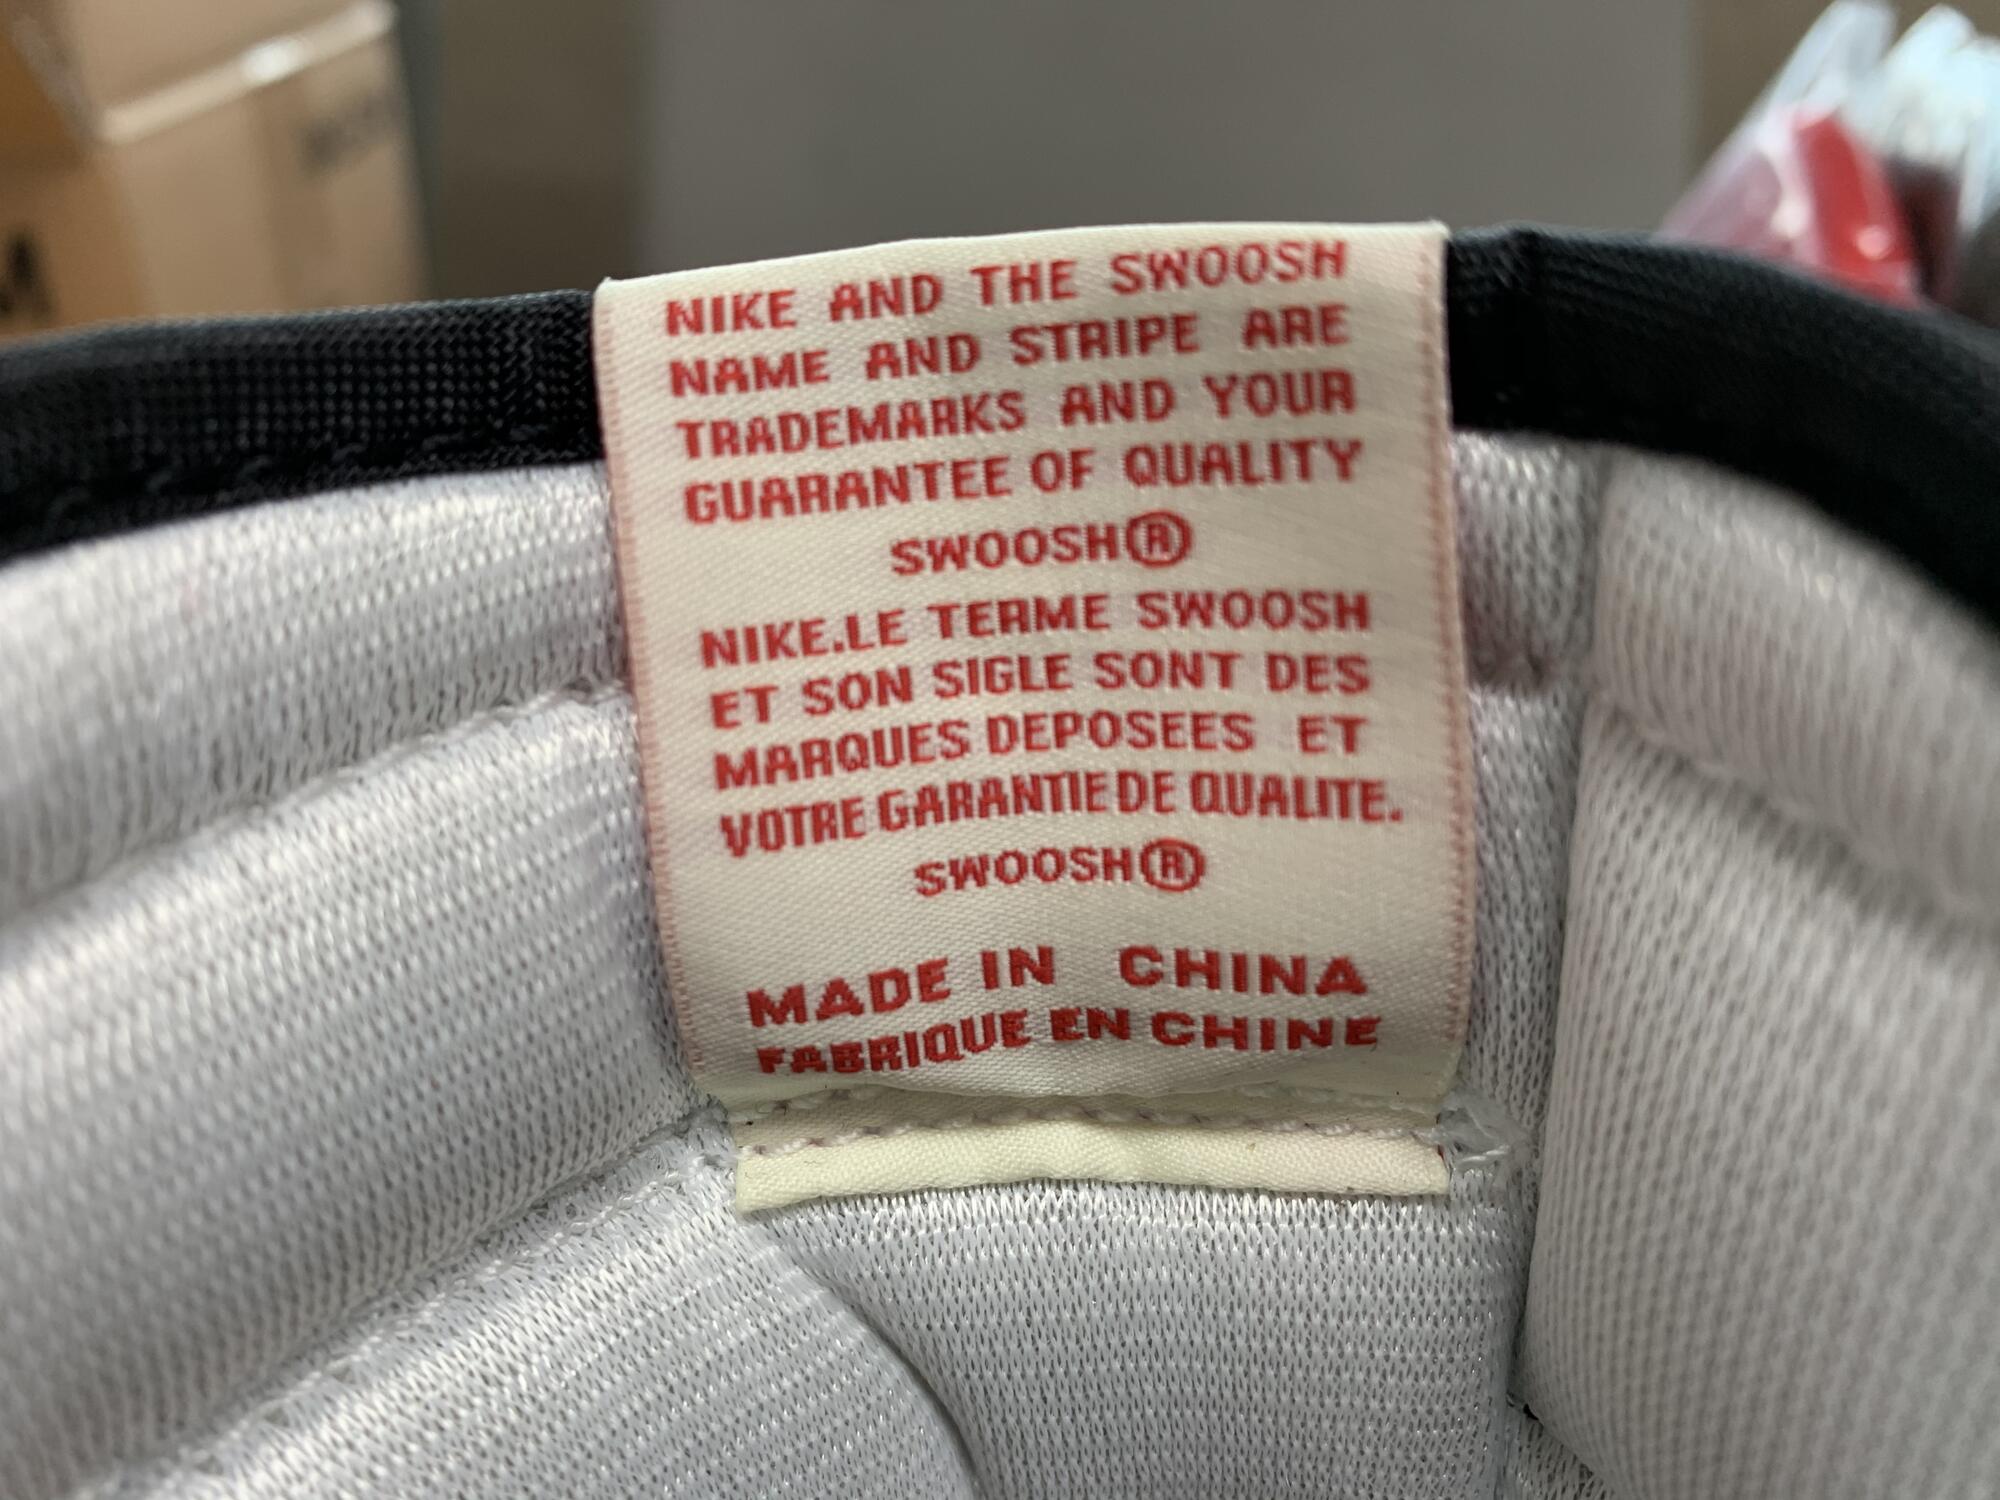 NIKE AND THE SWOOSH
NAME AND STRIPE ARE
TRADEMARKS AND YOUR
GUARANTEE OF QUALITY
SWOOSH®
NIKE.LE TERME SWOOSH
ET SON SIGLE SONT DES
MARQUES DEPOSEES ET
VOTRE GARANTIE DE QUALITE.
SWOOSH®
MADE IN CHINA
FABRIQUE EN CHINE